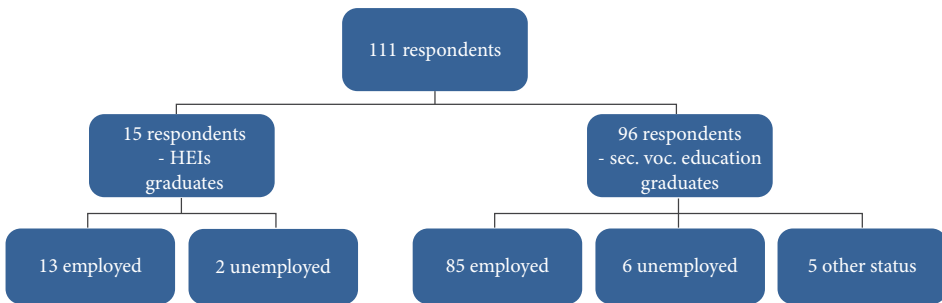 111 respondents
15 respondents
- HEIs
graduates
96 respondents
- sec. voc. education
graduates
13 employed
2 unemployed
85 employed
6 unemployed
5 other status